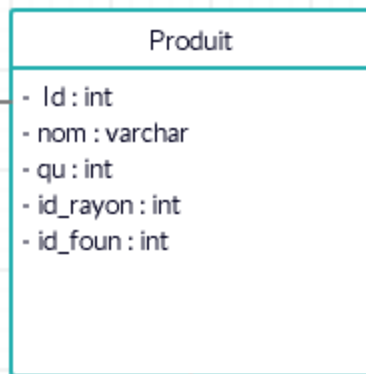 Produit
- Id : int
- nom : varchar
- qu : int
- id_rayon : int
- id_foun : int